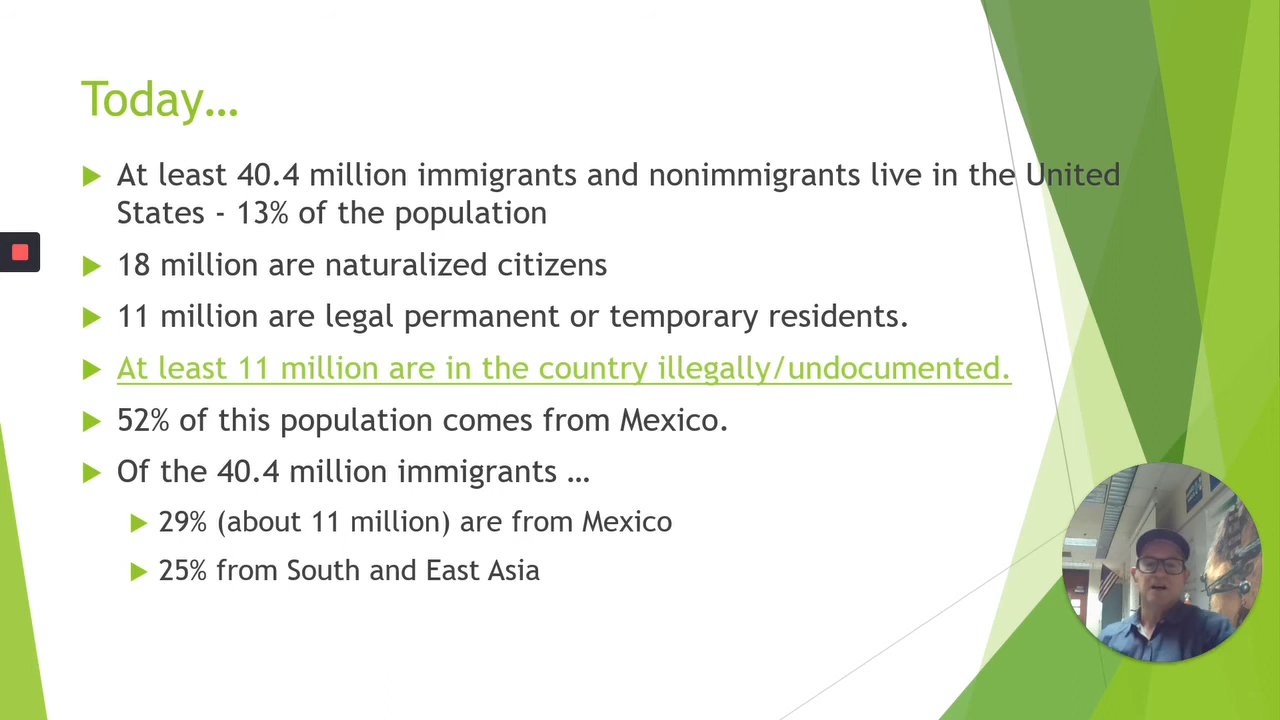 Today…
At least 40.4 million immigrants and nonimmigrants live in the United
States - 13% of the population
18 million are naturalized citizens
11 million are legal permanent or temporary residents.
At least 11 million are in the country illegally/undocumented.
52% of this population comes from Mexico.
Of the 40.4 million immigrants …
29% (about 11 million) are from Mexico
25% from South and East Asia